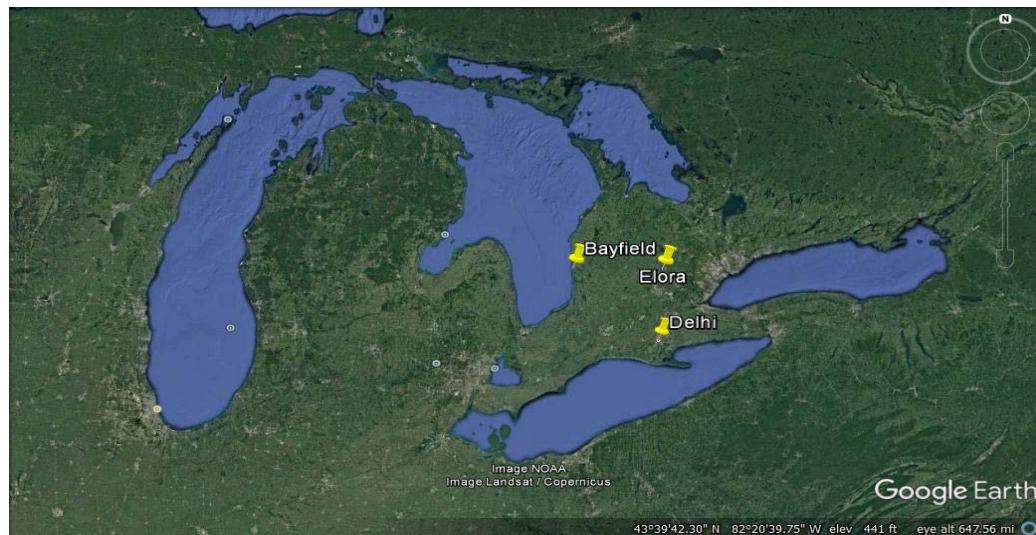 N
Bayfield
Elora
Delhi
Image NOAA
Image Landsat / Copernicus
Google Earth
43°39'42.30" N 82°20'39.75" W elev 441 ft eye alt 647.56 mi